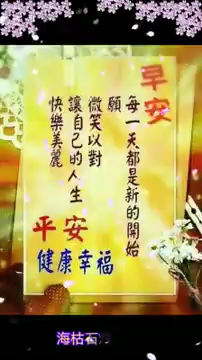 早安
每一天都是新的開始
願
微笑以對
讓自己的人生
快樂美麗
平安
健康幸福
海枯石